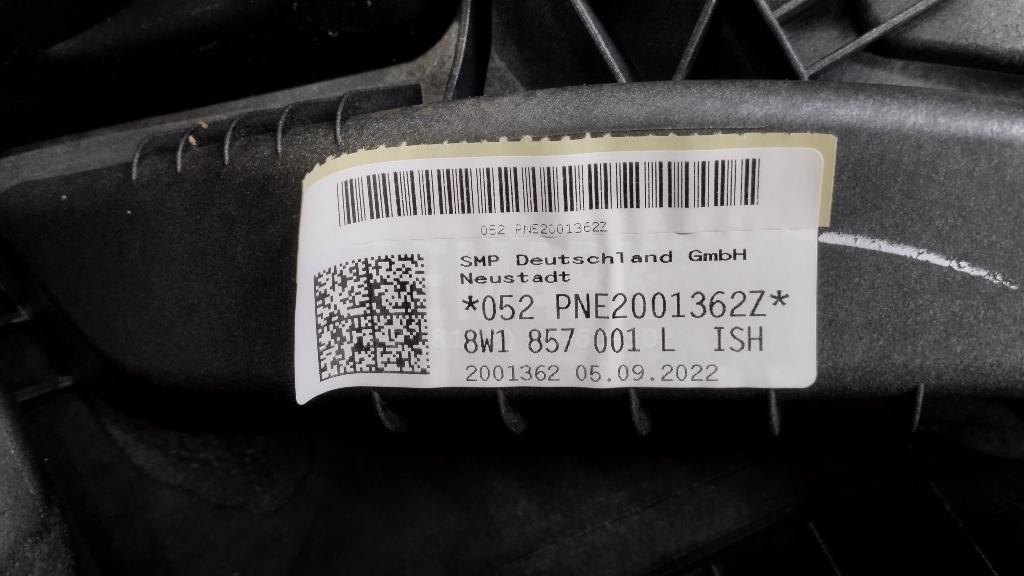 052 PNE2001362Z
SMP Deutschland GmbH
Neustadt
*052 PNE2001362Z*
8W1 857 001 L ISH
2001362 05.09.2022